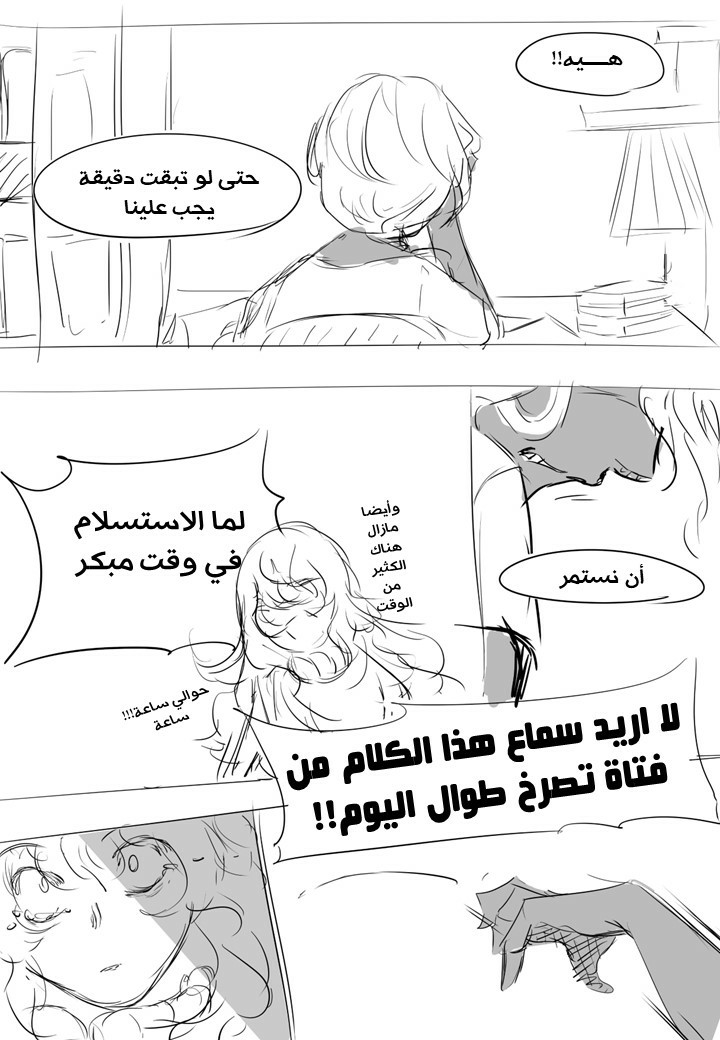 هـــيه!!
حتى لو تبقت دقيقة
يجب علينا
أن نستمر
وأيضا
مازال
هناك
الكثير
من
الوقت
لما الاستسلام
في وقت مبكر
حوالي ساعة!!!
ساعة
لا اريد سماع هذا الكلام من
فتاة تصرخ طوال اليوم!!